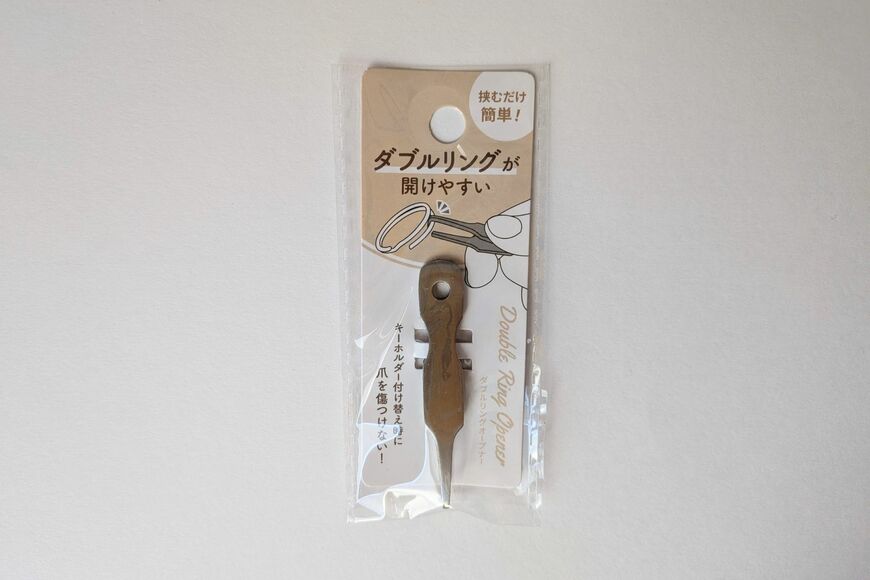 挟むだけ
簡単！
ダブルリングが
開けやすい
キーホルダー付け替え時に
爪を傷つけない！
Double Ring Opener
ダブルリングオープナー